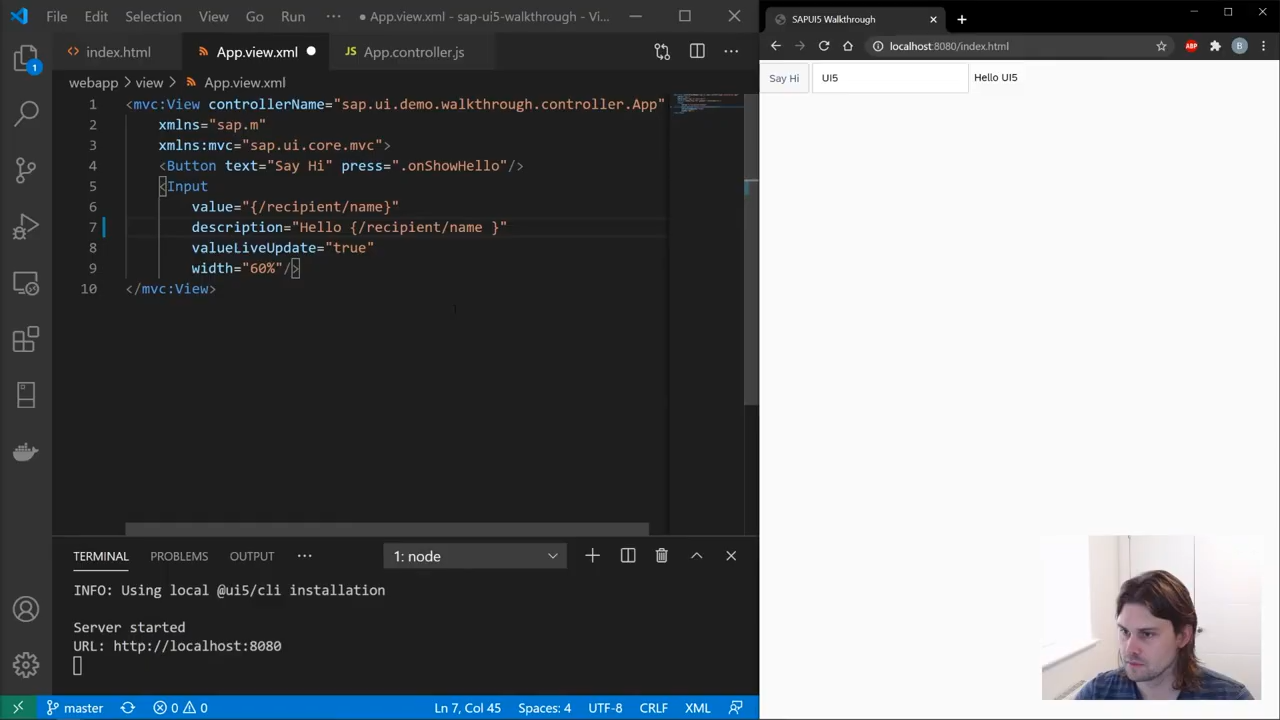 File Edit Selection View Go Run ··· ● App.view.xml - sap-ui5-walkthrough - Vi...
index.html App.view.xml ● JS App.controller.js ···
webapp > view > App.view.xml
1 <mvc:View controllerName="sap.ui.demo.walkthrough.controller.App"
2 xmlns="sap.m"
3 xmlns:mvc="sap.ui.core.mvc">
4 <Button text="Say Hi" press=".onShowHello"/>
5 <Input
6 value="{/recipient/name}"
7 description="Hello {/recipient/name }"
8 valueLiveUpdate="true"
9 width="60%"/>
10 </mvc:View>
1
TERMINAL PROBLEMS OUTPUT ··· 1: node
INFO: Using local @ui5/cli installation
Server started
URL: http://localhost:8080
master 0 0 Ln 7, Col 45 Spaces: 4 UTF-8 CRLF XML
SAPUI5 Walkthrough
localhost:8080/index.html ABP B
Say Hi UI5 Hello UI5